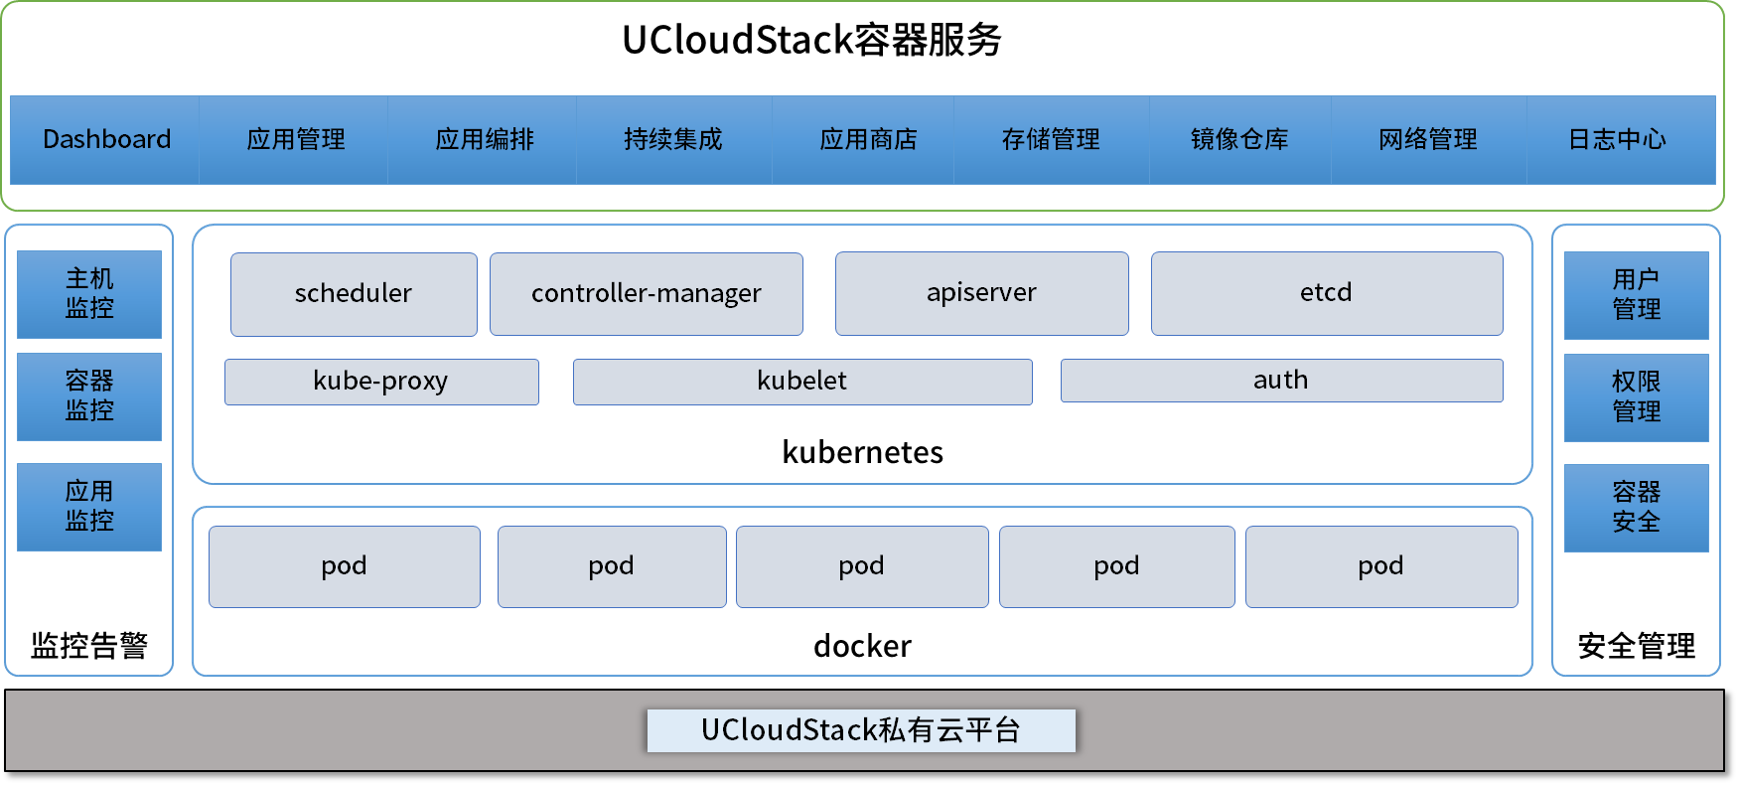 UCloudStack容器服务
Dashboard
应用管理
应用编排
持续集成
应用商店
存储管理
镜像仓库
网络管理
日志中心
主机
监控
容器
监控
应用
监控
监控告警
scheduler
controller-manager
apiserver
etcd
kube-proxy
kubelet
auth
kubernetes
pod
pod
pod
pod
pod
docker
用户
管理
权限
管理
容器
安全
安全管理
UCloudStack私有云平台